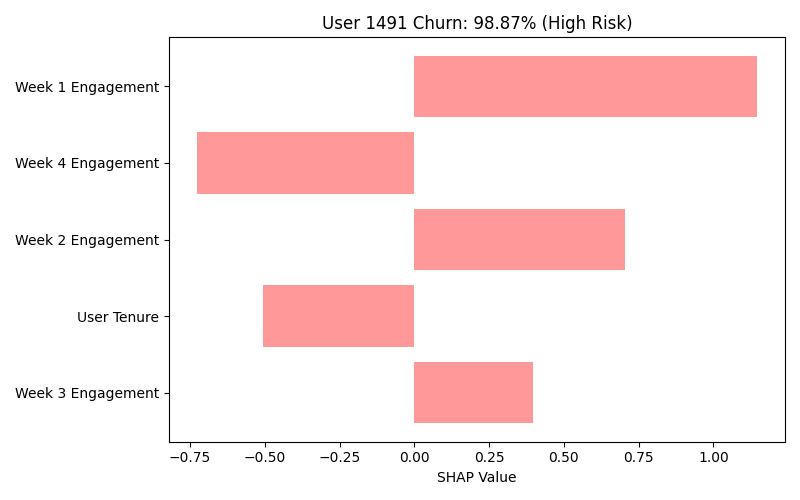 User 1491 Churn: 98.87% (High Risk)
Week 1 Engagement
Week 4 Engagement
Week 2 Engagement
User Tenure
Week 3 Engagement
−0.75 −0.50 −0.25 0.00 0.25 0.50 0.75 1.00
SHAP Value